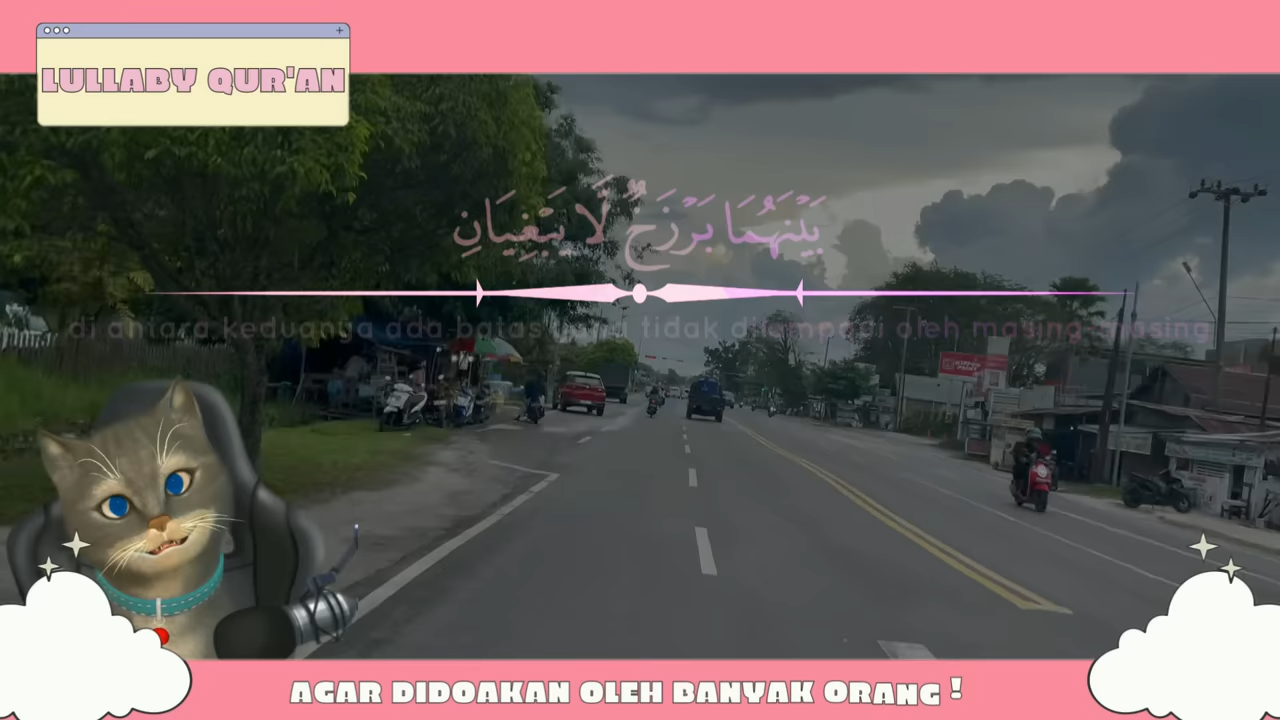 LULLABY QUR'AN
بَيْنَهُمَا بَرْزَخٌ لَّا يَبْغِيَانِ
di antara keduanya ada batas yang tidak dilampaui oleh masing-masing
AGAR DIDOAKAN OLEH BANYAK ORANG !